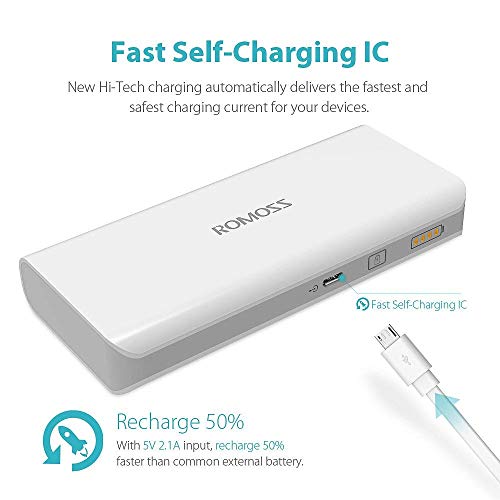 Fast Self-Charging IC
New Hi-Tech charging automatically delivers the fastest and
safest charging current for your devices.
ROMOSS
Fast Self-Charging IC
Recharge 50%
With 5V 2.1A input, recharge 50%
faster than common external battery.